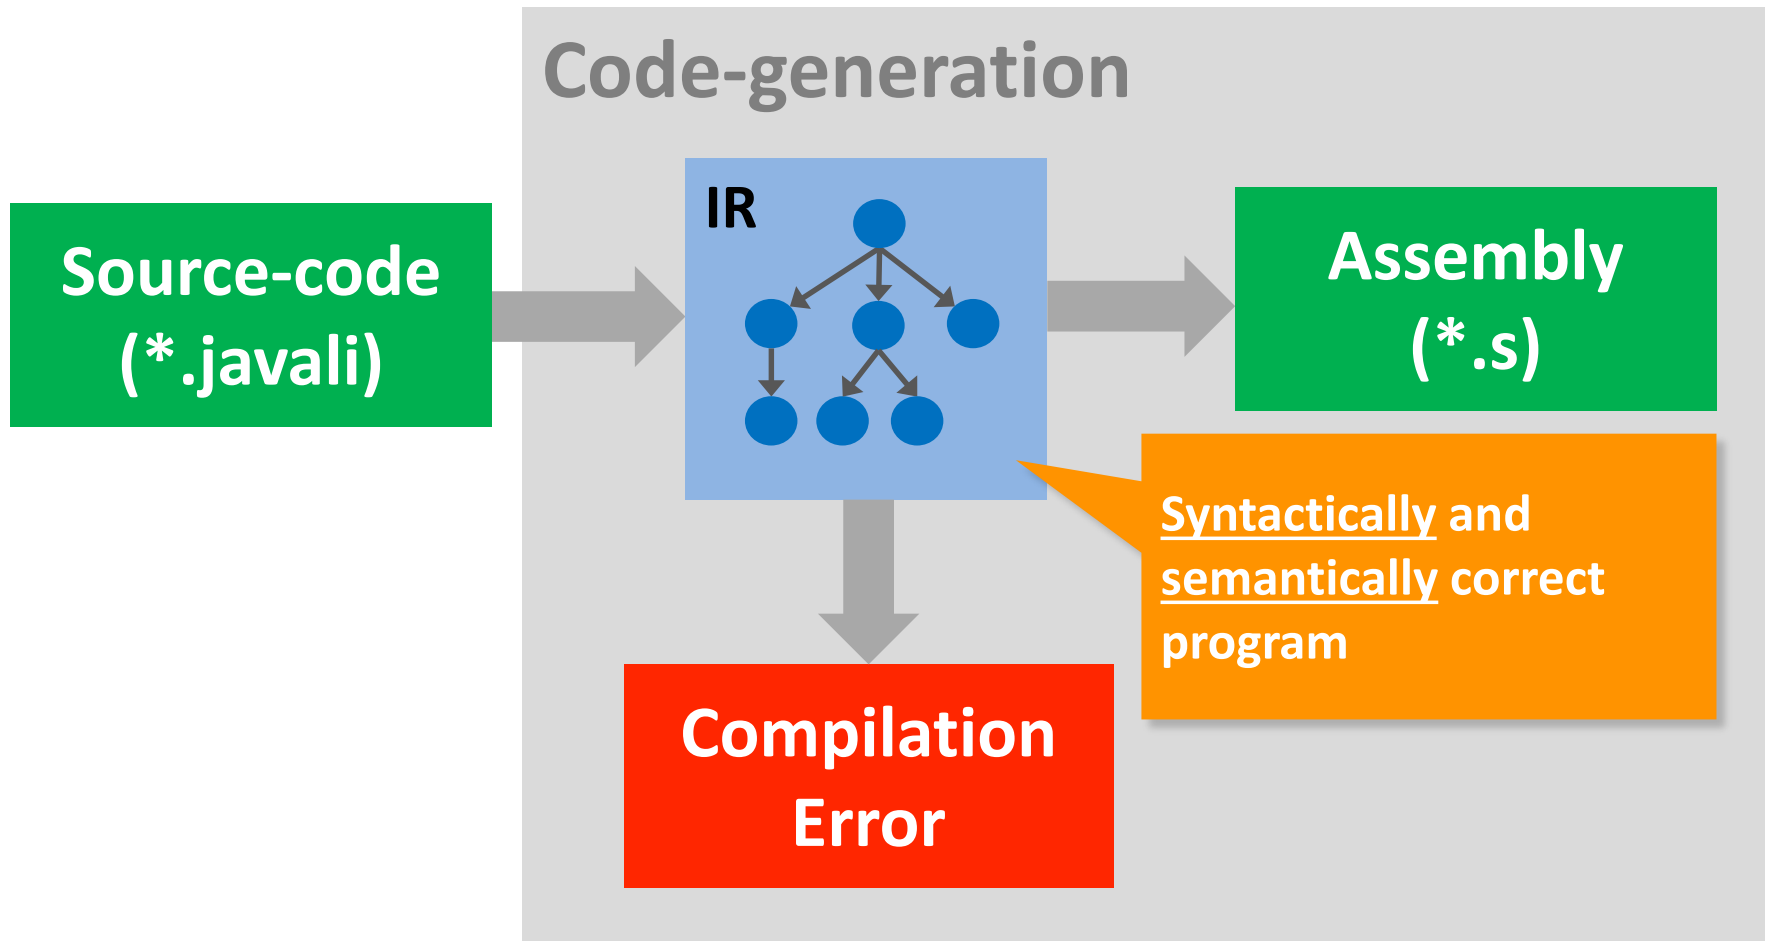 Code-generation
IR
Source-code
(*.javali)
Assembly
(*.s)
Syntactically and
semantically correct
program
Compilation
Error